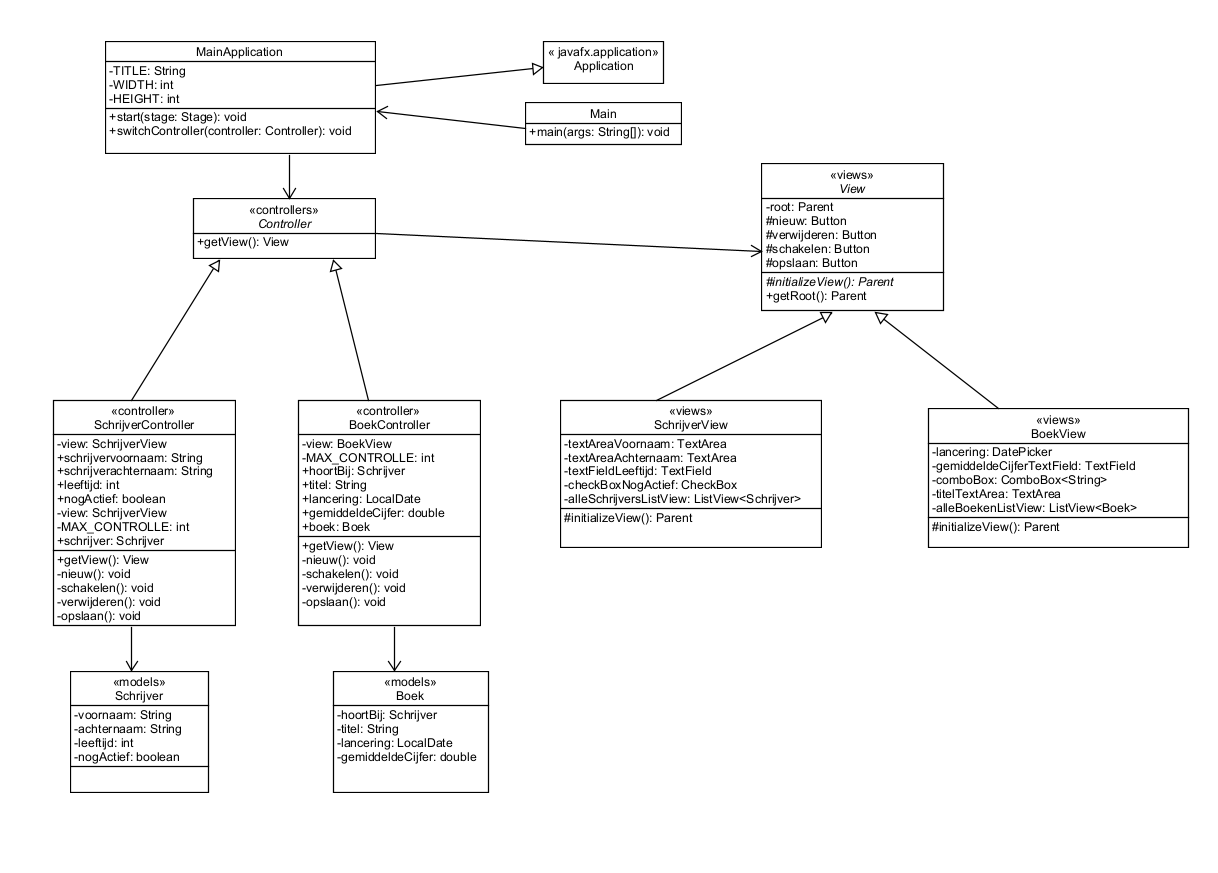 MainApplication
-TITLE: String
-WIDTH: int
-HEIGHT: int
+start(stage: Stage): void
+switchController(controller: Controller): void
« javafx.application»
Application
Main
+main(args: String[]): void
«controllers»
Controller
+getView(): View
«views»
View
-root: Parent
#nieuw: Button
#verwijderen: Button
#schakelen: Button
#opslaan: Button
#initializeView(): Parent
+getRoot(): Parent
«controller»
SchrijverController
-view: SchrijverView
+schrijvervoornaam: String
+schrijverachternaam: String
+leeftijd: int
+nogActief: boolean
-view: SchrijverView
-MAX_CONTROLLE: int
+schrijver: Schrijver
+getView(): View
-nieuw(): void
-schakelen(): void
-verwijderen(): void
-opslaan(): void
«controller»
BoekController
-view: BoekView
-MAX_CONTROLLE: int
+hoortBij: Schrijver
+titel: String
+lancering: LocalDate
+gemiddeldeCijfer: double
+boek: Boek
+getView(): View
-nieuw(): void
-schakelen(): void
-verwijderen(): void
-opslaan(): void
«views»
SchrijverView
-textAreaVoornaam: TextArea
-textAreaAchternaam: TextArea
-textFieldLeeftijd: TextField
-checkBoxNogActief: CheckBox
-alleSchrijversListView: ListView<Schrijver>
#initializeView(): Parent
«views»
BoekView
-lancering: DatePicker
-gemiddeldeCijferTextField: TextField
-comboBox: ComboBox<String>
-titelTextArea: TextArea
-alleBoekenListView: ListView<Boek>
#initializeView(): Parent
«models»
Schrijver
-voornaam: String
-achternaam: String
-leeftijd: int
-nogActief: boolean
«models»
Boek
-hoortBij: Schrijver
-titel: String
-lancering: LocalDate
-gemiddeldeCijfer: double